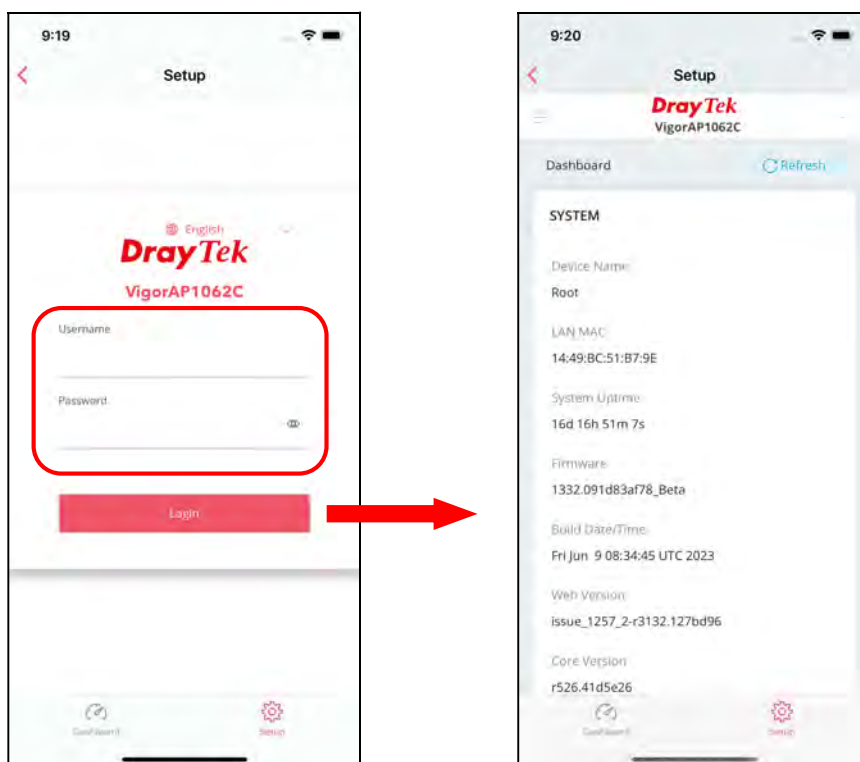 9:19
Setup
English
DrayTek
VigorAP1062C
Username
Password
Login
Dashboard
Setup
9:20
Setup
DrayTek
VigorAP1062C
Dashboard
Refresh
SYSTEM
Device Name
Root
LAN MAC
14:49:BC:51:B7:9E
System Uptime
16d 16h 51m 7s
Firmware
1332.091d83af78_Beta
Build Date/Time
Fri Jun 9 08:34:45 UTC 2023
Web Version
issue_1257_2-r3132.127bd96
Core Version
r526.41d5e26
Dashboard
Setup